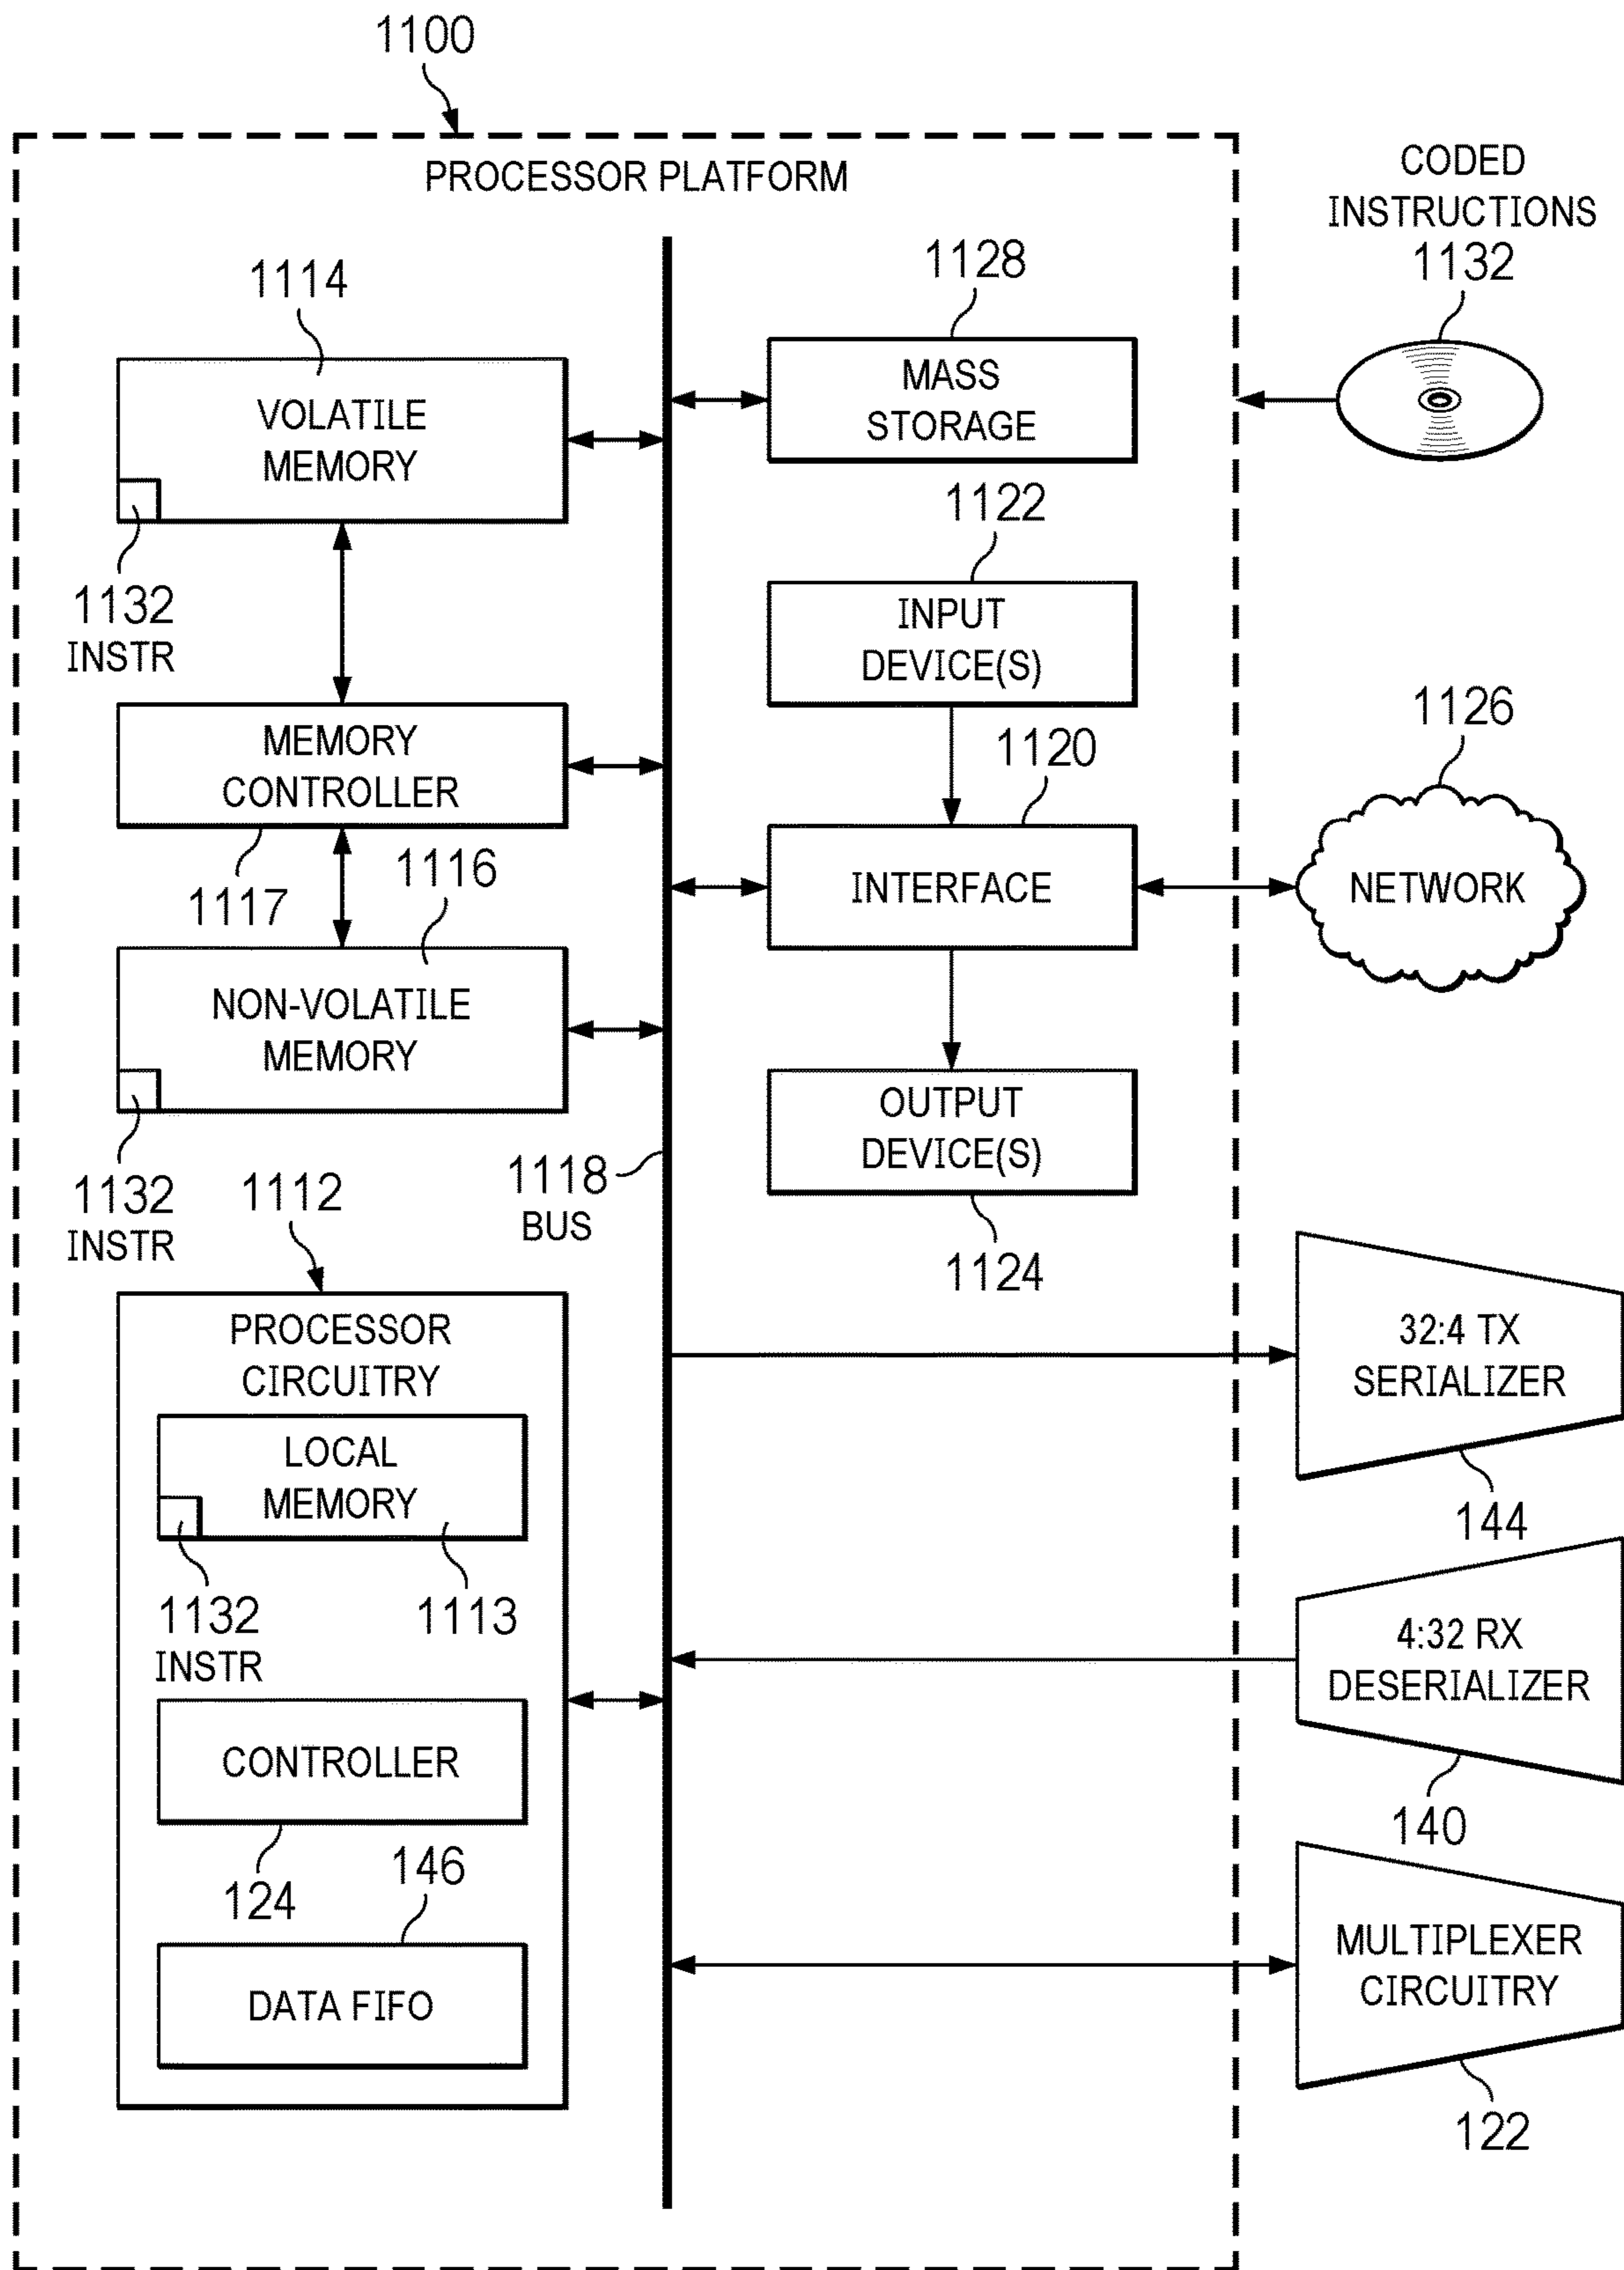 1100
PROCESSOR PLATFORM
1114
VOLATILE
MEMORY
1132
INSTR
MEMORY
CONTROLLER
1117
1116
NON-VOLATILE
MEMORY
1132
INSTR
1112
PROCESSOR
CIRCUITRY
LOCAL
MEMORY
1132
INSTR
1113
CONTROLLER
124
146
DATA FIFO
1118
BUS
1128
MASS
STORAGE
1122
INPUT
DEVICE(S)
1120
INTERFACE
OUTPUT
DEVICE(S)
1124
CODED
INSTRUCTIONS
1132
1126
NETWORK
32:4 TX
SERIALIZER
144
4:32 RX
DESERIALIZER
140
MULTIPLEXER
CIRCUITRY
122